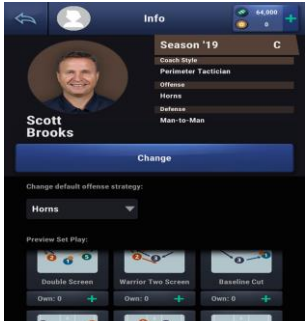 Info
64,000
0
Season '19 C
Coach Style
Perimeter Tactician
Offense
Horns
Defense
Man-to-Man
Scott
Brooks
Change
Change default offense strategy:
Horns
Preview Set Play:
Double Screen Warrior Two Screen Baseline Cut
Own: 0 + Own: 0 + Own: 0 +